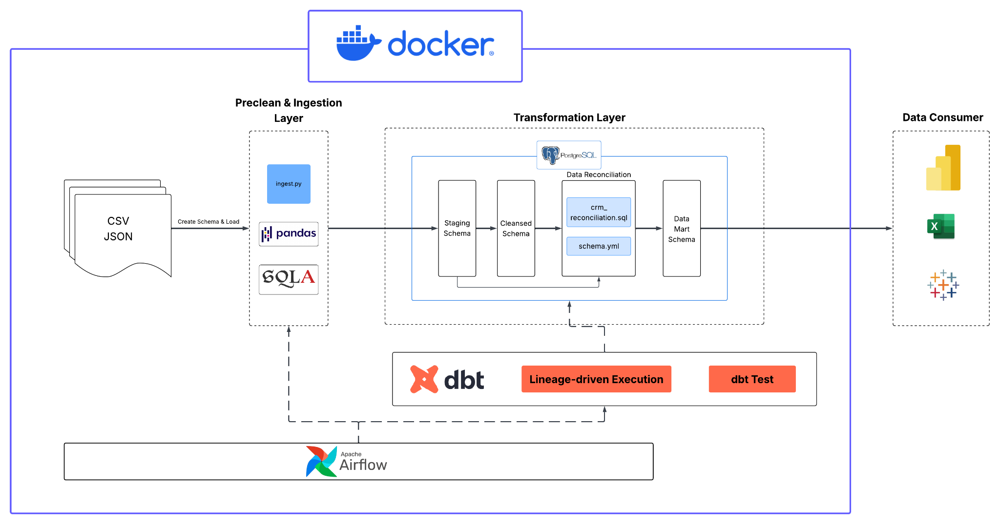 docker®
Preclean & Ingestion
Layer
Transformation Layer
Data Consumer
PostgreSQL
Data Reconciliation
ingest.py
CSV
JSON
Create Schema & Load
pandas
SQLA
Staging
Schema
Cleansed
Schema
crm_
reconciliation.sql
schema.yml
Data
Mart
Schema
X
dbt
Lineage-driven Execution
dbt Test
Apache
Airflow